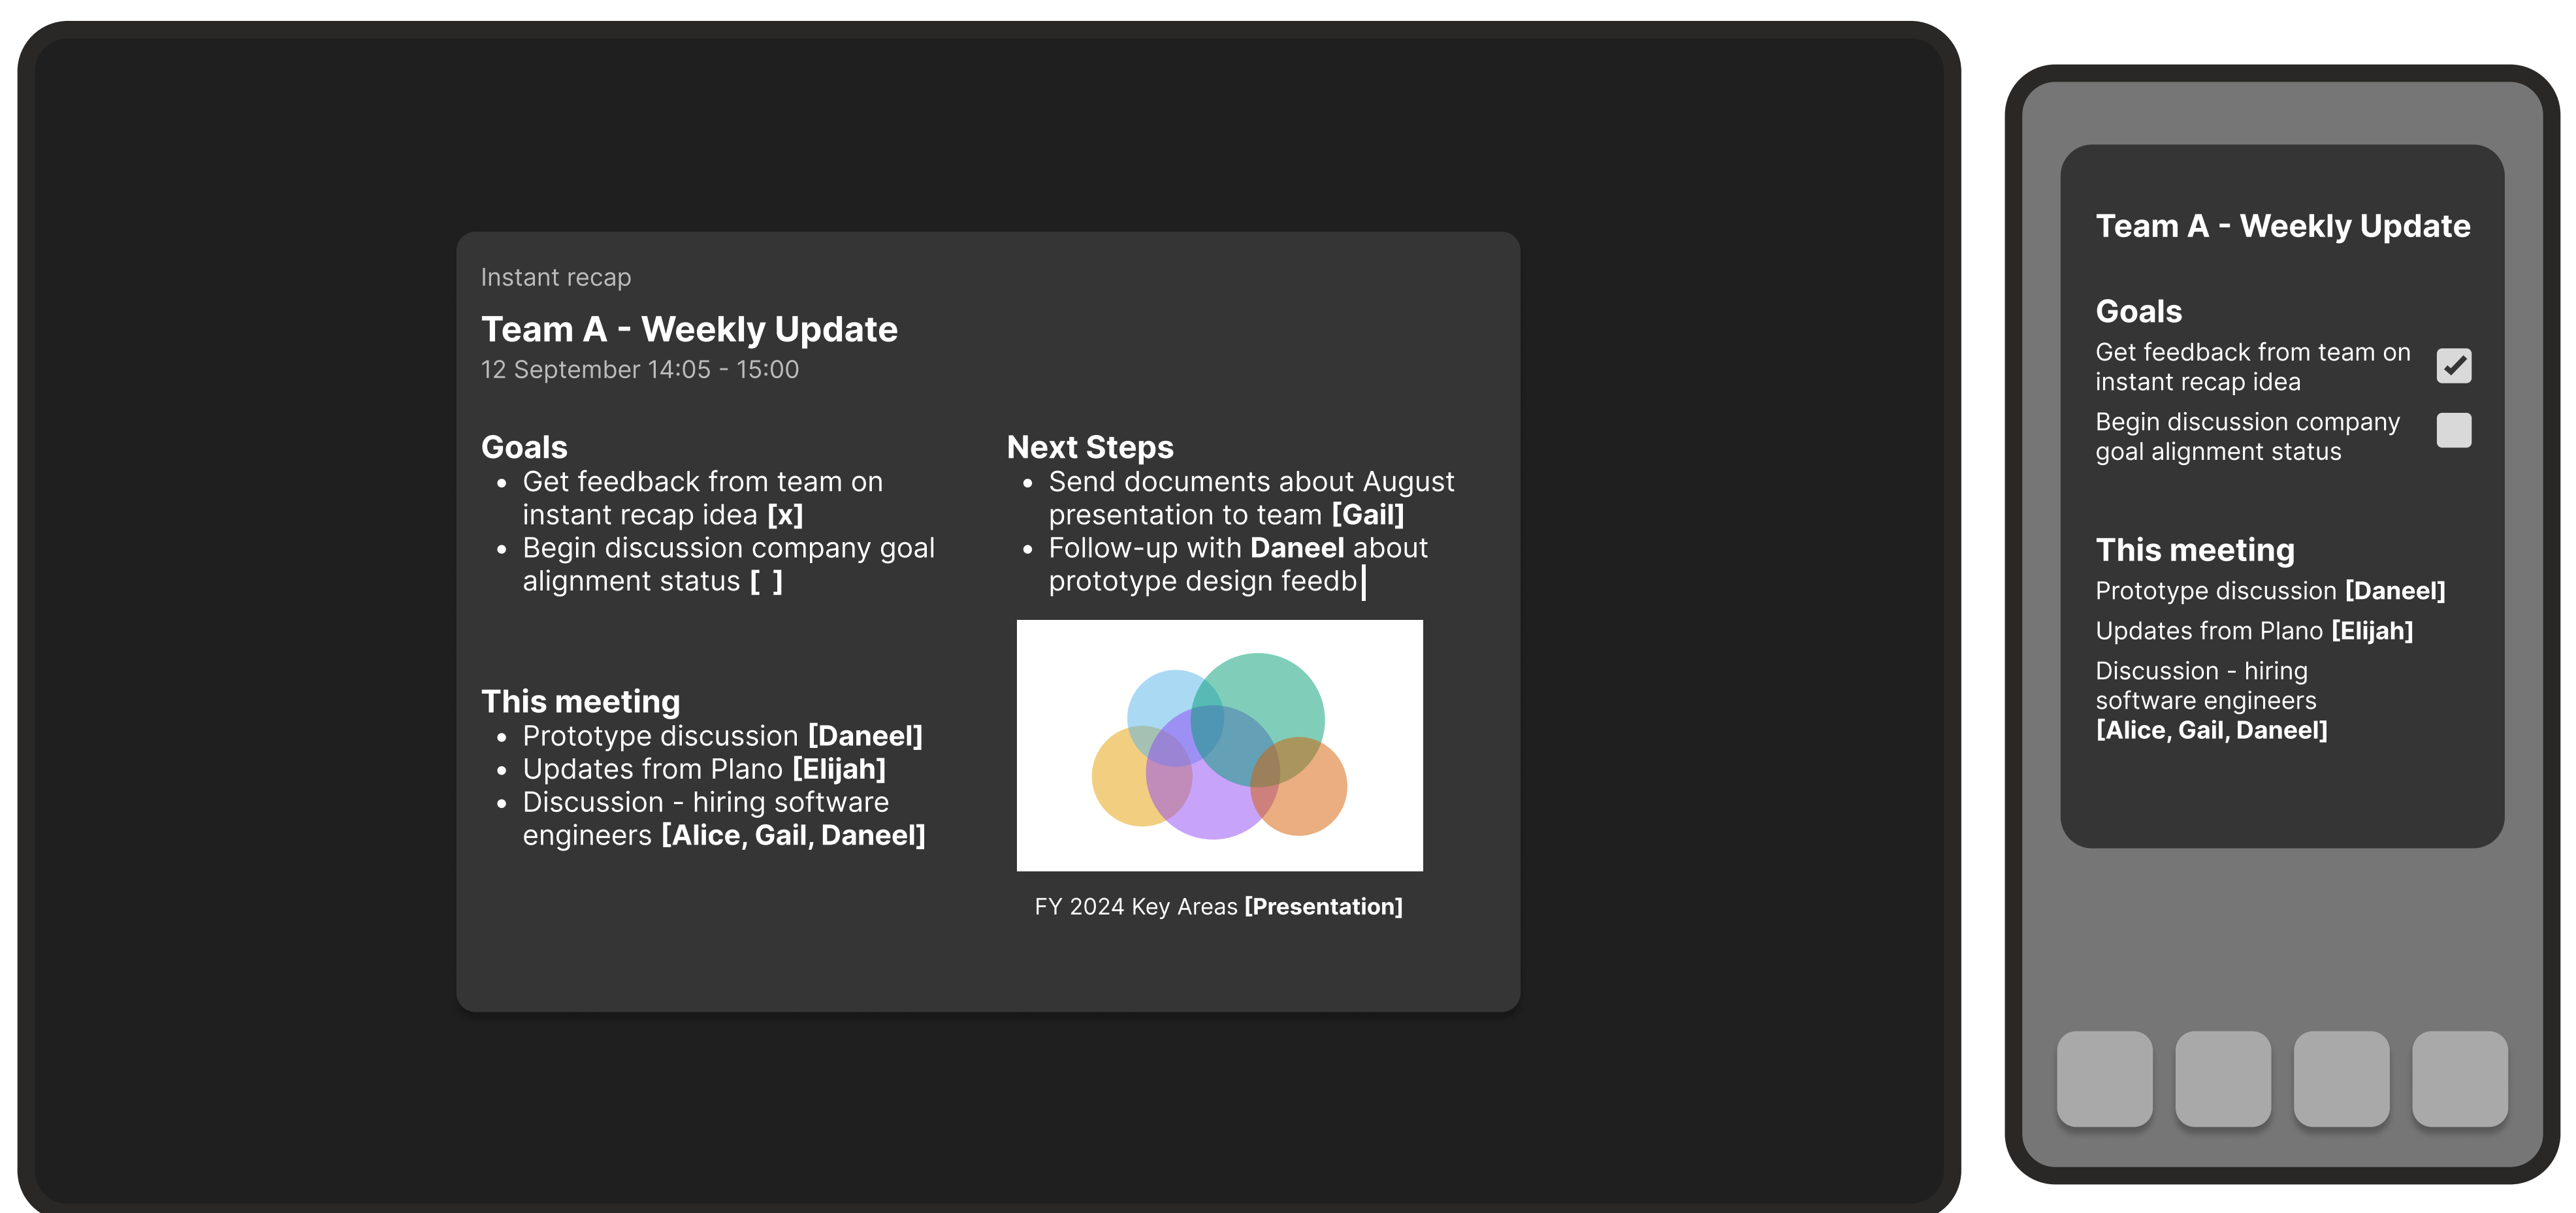 Instant recap
Team A - Weekly Update
12 September 14:05 - 15:00
Goals
• Get feedback from team on
instant recap idea [x]
• Begin discussion company goal
alignment status [ ]
This meeting
• Prototype discussion [Daneel]
• Updates from Plano [Elijah]
• Discussion - hiring software
engineers [Alice, Gail, Daneel]
Next Steps
• Send documents about August
presentation to team [Gail]
• Follow-up with Daneel about
prototype design feedb
FY 2024 Key Areas [Presentation]
Team A - Weekly Update
Goals
Get feedback from team on
instant recap idea
Begin discussion company
goal alignment status
This meeting
Prototype discussion [Daneel]
Updates from Plano [Elijah]
Discussion - hiring
software engineers
[Alice, Gail, Daneel]